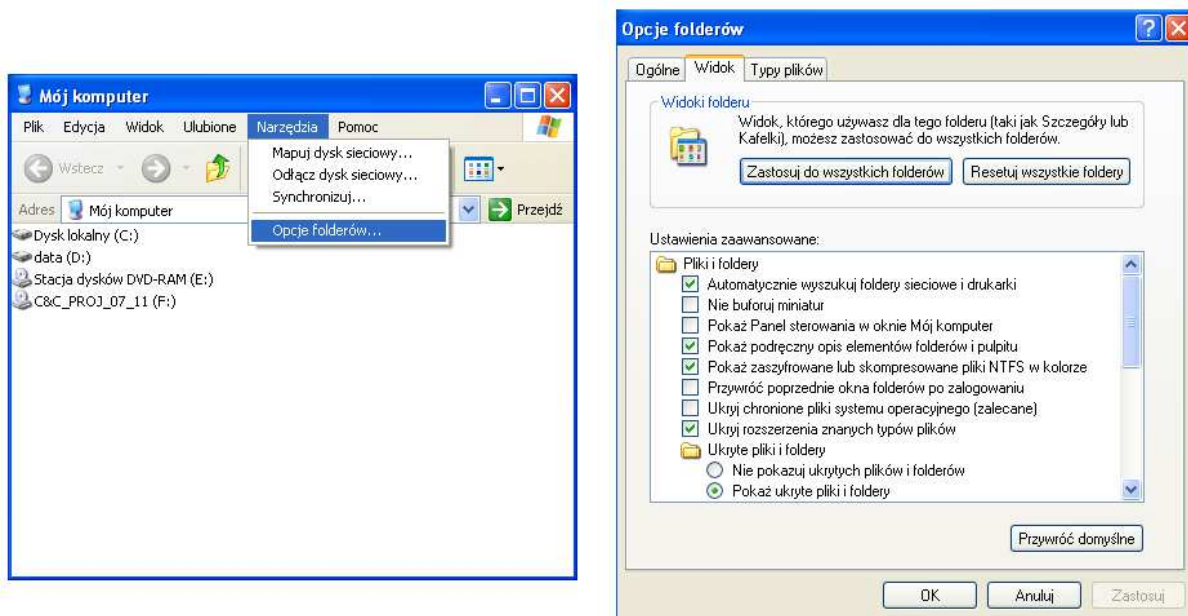 Mój komputer
Plik Edycja Widok Ulubione Narzędzia Pomoc
Wstecz
Mapuj dysk sieciowy...
Odłącz dysk sieciowy...
Synchronizuj...
Opcje folderów...
Adres Mój komputer Przejdź
Dysk lokalny (C:)
data (D:)
Stacja dysków DVD-RAM (E:)
C&C_PROJ_07_11 (F:)
Opcje folderów
Ogólne Widok Typy plików
Widoki folderu
Widok, którego używasz dla tego folderu (taki jak Szczegóły lub
Kafelki), możesz zastosować do wszystkich folderów.
Zastosuj do wszystkich folderów Resetuj wszystkie foldery
Ustawienia zaawansowane:
Pliki i foldery
Automatycznie wyszukuj foldery sieciowe i drukarki
Nie buforuj miniatur
Pokaż Panel sterowania w oknie Mój komputer
Pokaż podręczny opis elementów folderów i pulpitu
Pokaż zaszyfrowane lub skompresowane pliki NTFS w kolorze
Przywróć poprzednie okna folderów po zalogowaniu
Ukryj chronione pliki systemu operacyjnego (zalecane)
Ukryj rozszerzenia znanych typów plików
Ukryte pliki i foldery
Nie pokazuj ukrytych plików i folderów
Pokaż ukryte pliki i foldery
Przywróć domyślne
OK Anuluj Zastosuj